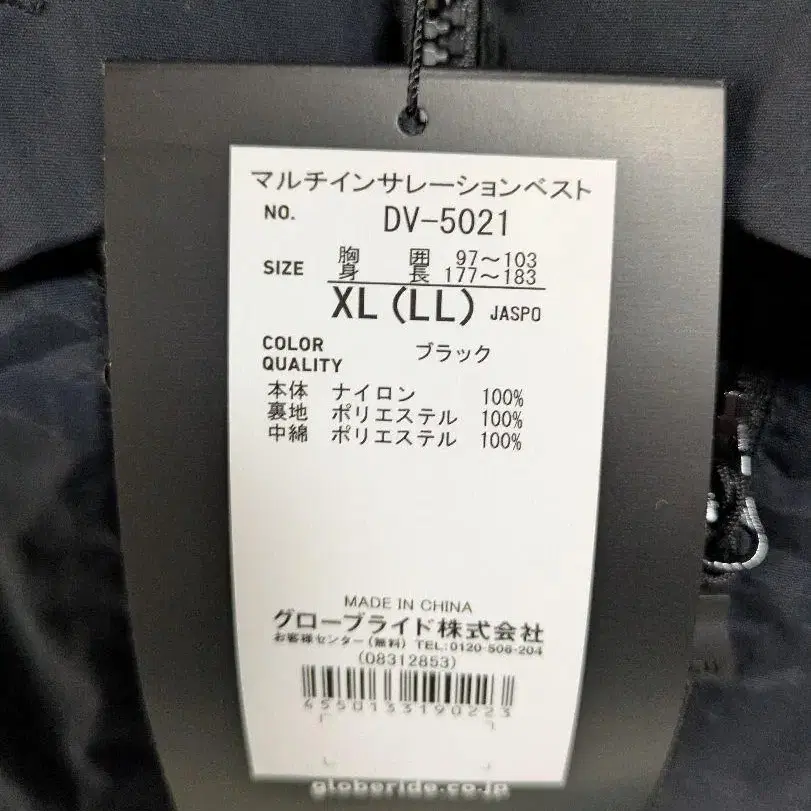 マルチインサレーションベスト
NO. DV-5021
SIZE 胸囲 97～103
身長 177～183
XL(LL) JASPO
COLOR ブラック
QUALITY
本体 ナイロン 100%
裏地 ポリエステル 100%
中綿 ポリエステル 100%
MADE IN CHINA
グローブライド株式会社
お客様センター(無料) TEL:0120-506-204
(08312853)
4550133190223
globeride.co.jp